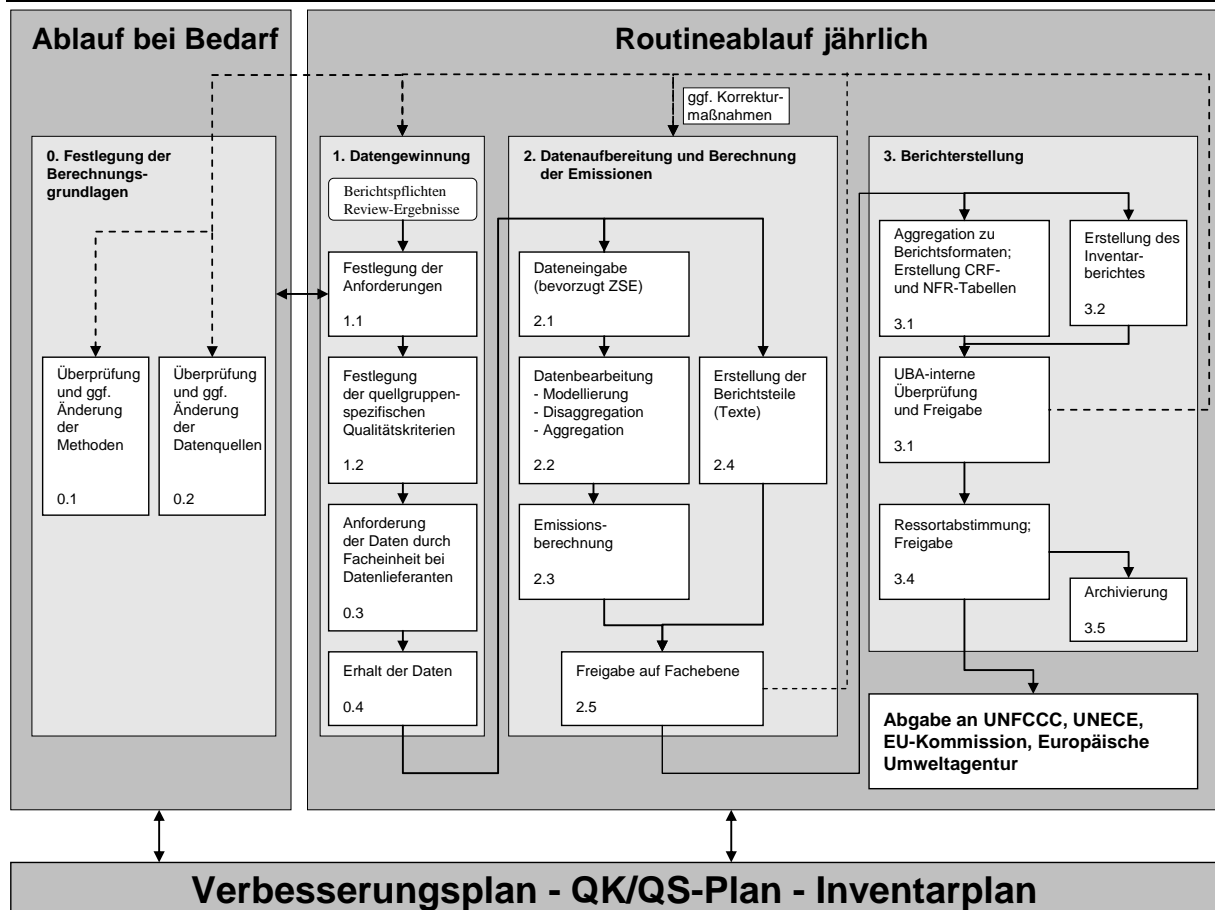 Ablauf bei Bedarf
Routineablauf jährlich
ggf. Korrektur-
maßnahmen
0. Festlegung der
Berechnungs-
grundlagen
Überprüfung
und ggf.
Änderung
der
Methoden
0.1
Überprüfung
und ggf.
Änderung
der
Datenquellen
0.2
1. Datengewinnung
Berichtspflichten
Review-Ergebnisse
Festlegung der
Anforderungen
1.1
Festlegung
der quellgruppen-
spezifischen
Qualitätskriterien
1.2
Anforderung
der Daten durch
Facheinheit bei
Datenlieferanten
0.3
Erhalt der Daten
0.4
2. Datenaufbereitung und Berechnung
der Emissionen
Dateneingabe
(bevorzugt ZSE)
2.1
Datenbearbeitung
- Modellierung
- Disaggregation
- Aggregation
2.2
Emissions-
berechnung
2.3
Erstellung der
Berichtsteile
(Texte)
2.4
Freigabe auf Fachebene
2.5
3. Berichterstellung
Aggregation zu
Berichtsformaten;
Erstellung CRF-
und NFR-Tabellen
3.1
Erstellung des
Inventar-
berichtes
3.2
UBA-interne
Überprüfung
und Freigabe
3.1
Ressortabstimmung;
Freigabe
3.4
Archivierung
3.5
Abgabe an UNFCCC, UNECE,
EU-Kommission, Europäische
Umweltagentur
Verbesserungsplan - QK/QS-Plan - Inventarplan